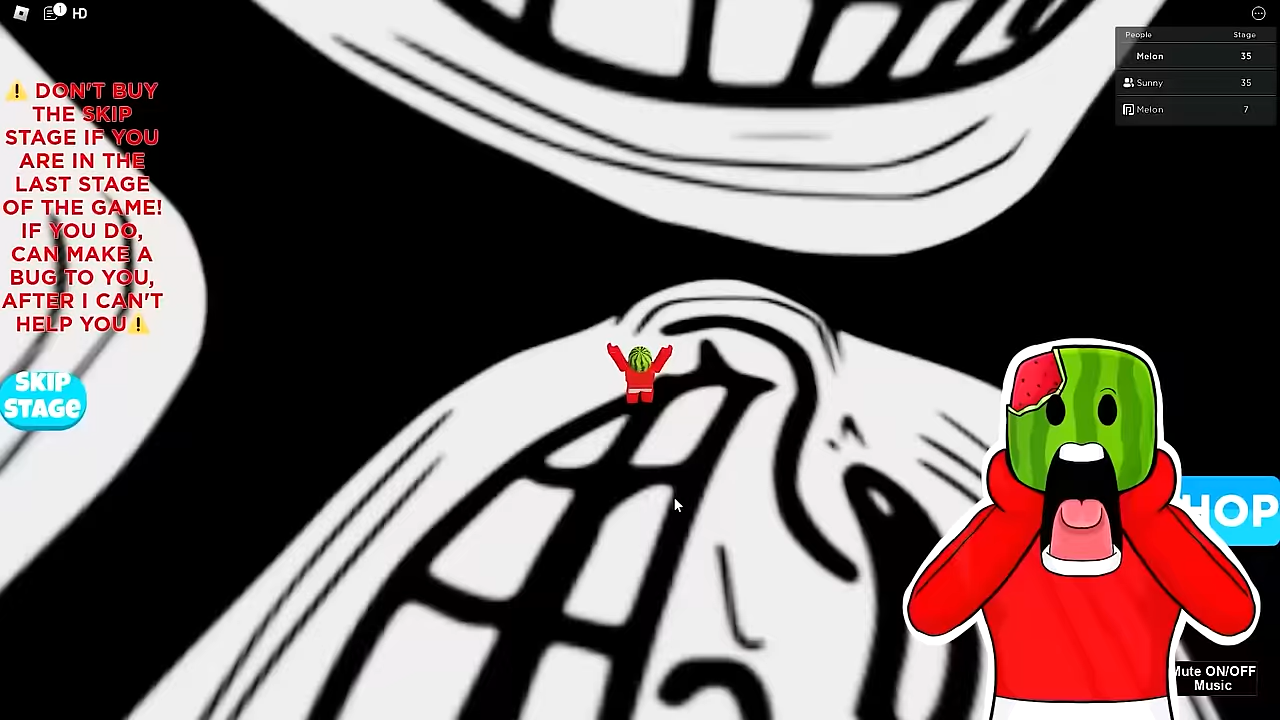 1 HD
People Stage
Melon 35
Sunny 35
Melon 7
⚠️ DON'T BUY
THE SKIP
STAGE IF YOU
ARE IN THE
LAST STAGE
OF THE GAME!
IF YOU DO,
CAN MAKE A
BUG TO YOU,
AFTER I CAN'T
HELP YOU⚠️
SKIP
STAGE
HOP
Mute ON/OFF
Music